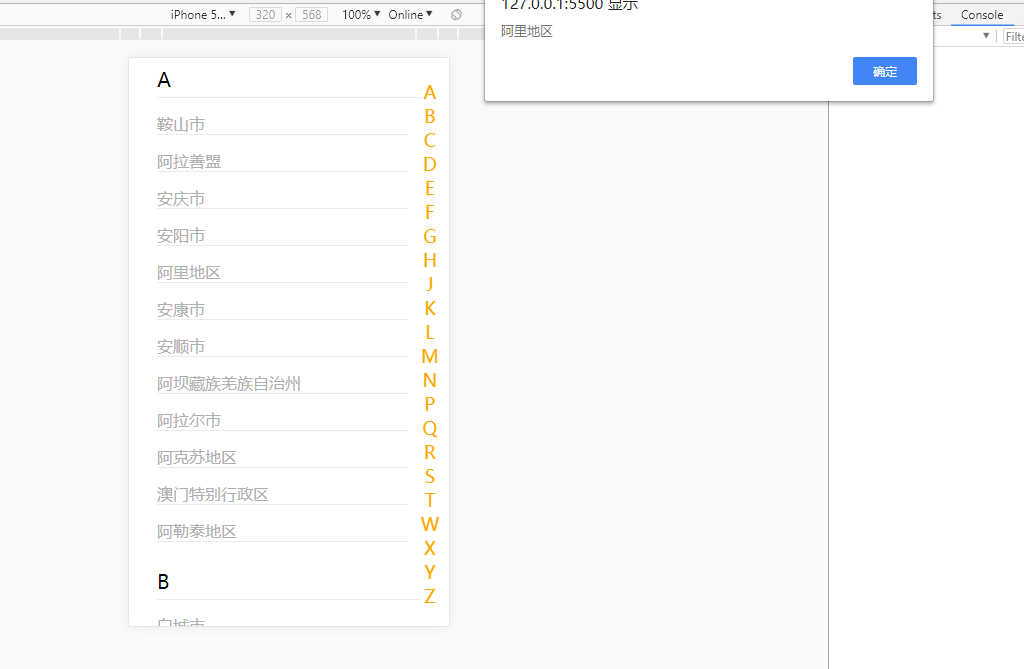 iPhone 5... ▼ 320 × 568 100% ▼ Online ▼
127.0.0.1:5500 显示
阿里地区
确定
ts Console
▼ Filte
A
鞍山市
阿拉善盟
安庆市
安阳市
阿里地区
安康市
安顺市
阿坝藏族羌族自治州
阿拉尔市
阿克苏地区
澳门特别行政区
阿勒泰地区
B
白城市
A
B
C
D
E
F
G
H
J
K
L
M
N
P
Q
R
S
T
W
X
Y
Z